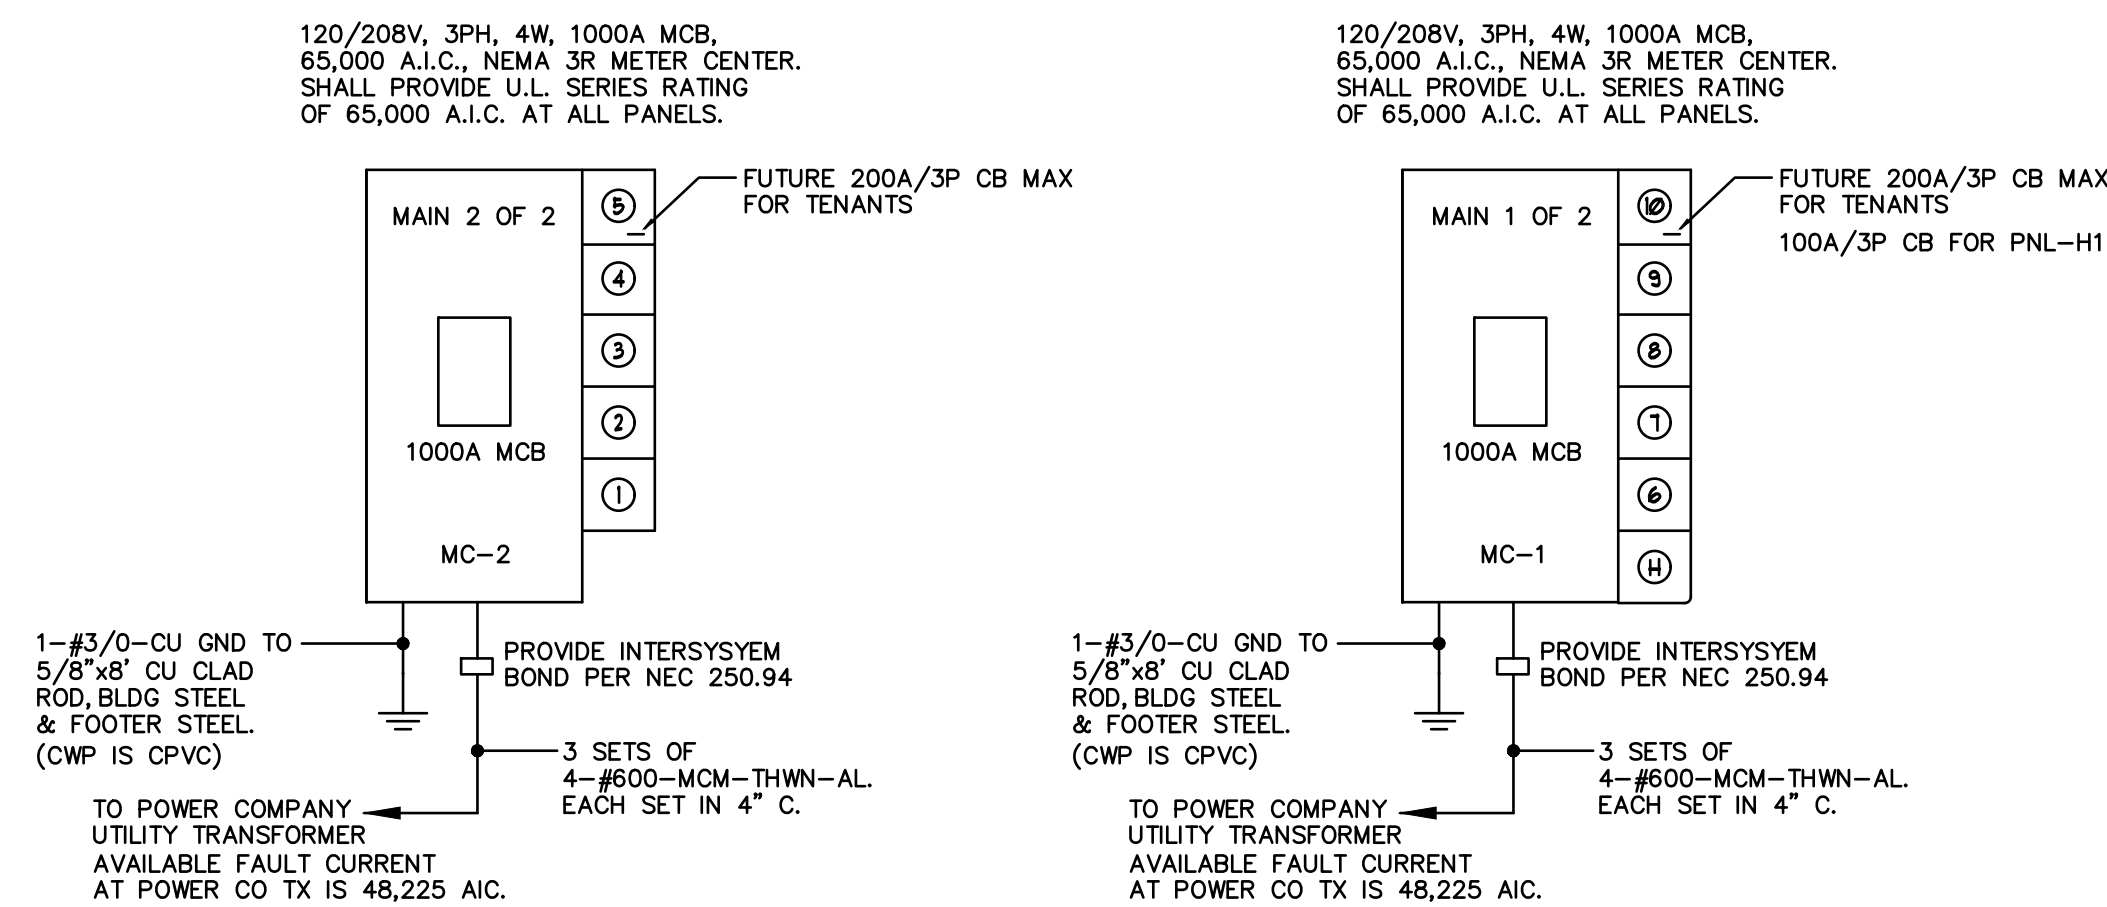 120/208V, 3PH, 4W, 1000A MCB,
65,000 A.I.C., NEMA 3R METER CENTER.
SHALL PROVIDE U.L. SERIES RATING
OF 65,000 A.I.C. AT ALL PANELS.
MAIN 2 OF 2
5
4
3
2
1
FUTURE 200A/3P CB MAX
FOR TENANTS
1000A MCB
MC-2
1-#3/0-CU GND TO
5/8"x8' CU CLAD
ROD, BLDG STEEL
& FOOTER STEEL.
(CWP IS CPVC)
PROVIDE INTERSYSYEM
BOND PER NEC 250.94
3 SETS OF
4-#600-MCM-THWN-AL.
EACH SET IN 4" C.
TO POWER COMPANY
UTILITY TRANSFORMER
AVAILABLE FAULT CURRENT
AT POWER CO TX IS 48,225 AIC.
120/208V, 3PH, 4W, 1000A MCB,
65,000 A.I.C., NEMA 3R METER CENTER.
SHALL PROVIDE U.L. SERIES RATING
OF 65,000 A.I.C. AT ALL PANELS.
MAIN 1 OF 2
10
9
8
7
6
H
FUTURE 200A/3P CB MAX
FOR TENANTS
100A/3P CB FOR PNL-H1
1000A MCB
MC-1
1-#3/0-CU GND TO
5/8"x8' CU CLAD
ROD, BLDG STEEL
& FOOTER STEEL.
(CWP IS CPVC)
PROVIDE INTERSYSYEM
BOND PER NEC 250.94
3 SETS OF
4-#600-MCM-THWN-AL.
EACH SET IN 4" C.
TO POWER COMPANY
UTILITY TRANSFORMER
AVAILABLE FAULT CURRENT
AT POWER CO TX IS 48,225 AIC.